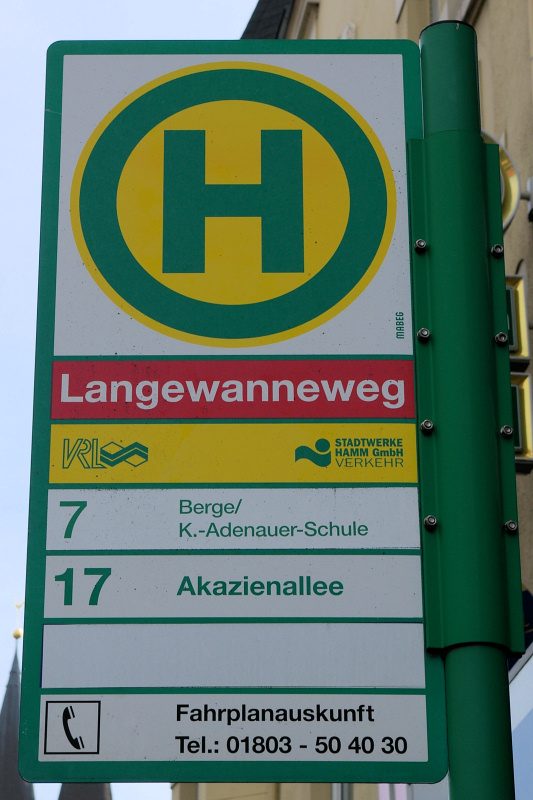 H
MABEG
Langewanneweg
VRL
STADTWERKE
HAMM GmbH
VERKEHR
7 Berge/
K.-Adenauer-Schule
17 Akazienallee
Fahrplanauskunft
Tel.: 01803 - 50 40 30